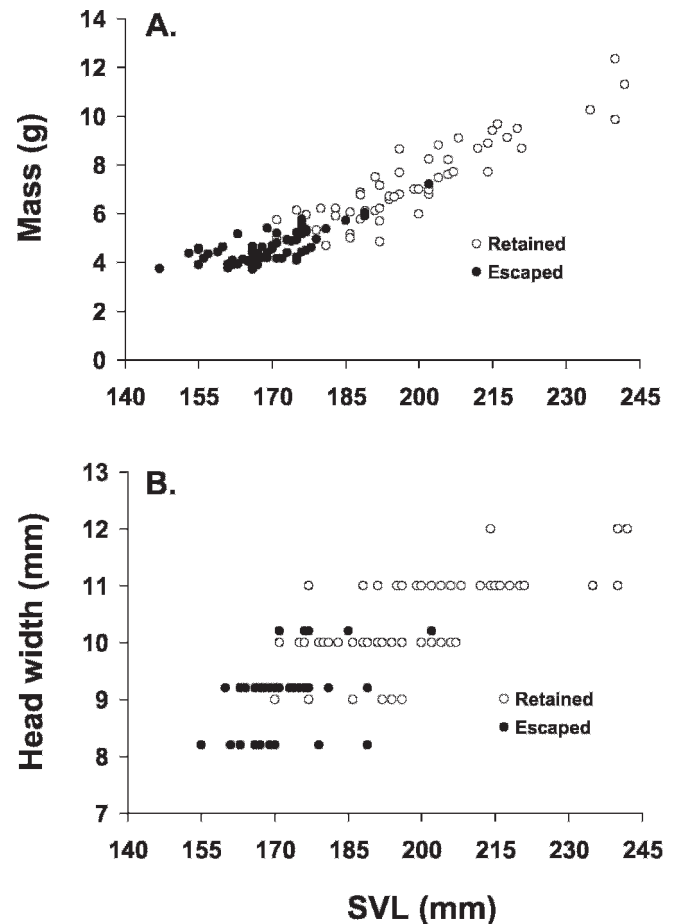 A.
Mass (g)
14
12
10
8
6
4
2
0
Retained
Escaped
140 155 170 185 200 215 230 245
B.
Head width (mm)
13
12
11
10
9
8
7
Retained
Escaped
140 155 170 185 200 215 230 245
SVL (mm)